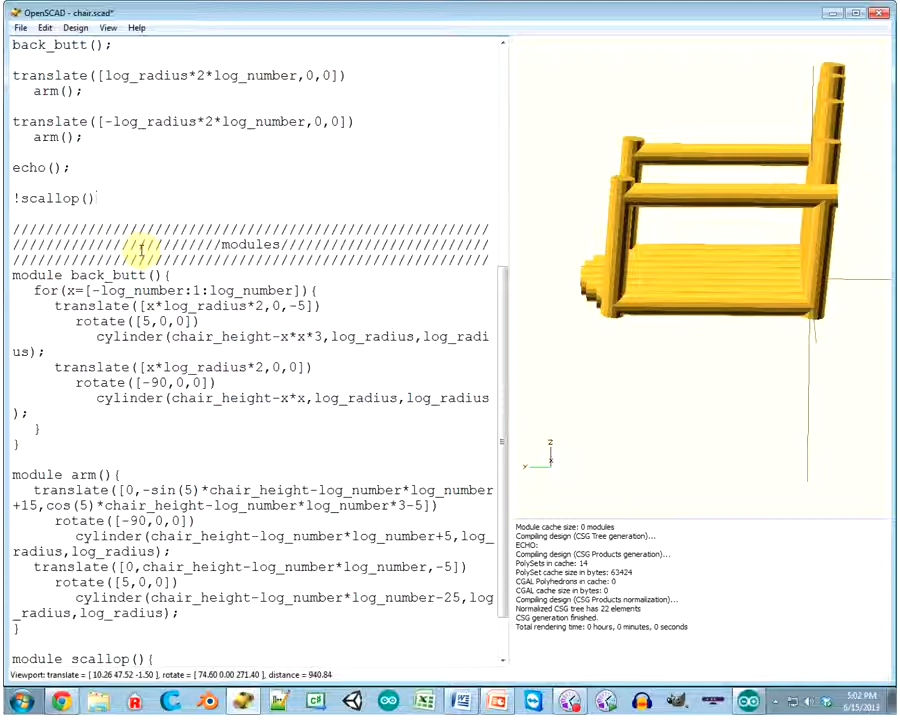 OpenSCAD - chair.scad*
File Edit Design View Help
back_butt();
translate([log_radius*2*log_number,0,0])
arm();
translate([-log_radius*2*log_number,0,0])
arm();
echo();
!scallop()
/////////////////////////////////////////////////////////
/////////////////////////modules/////////////////////////
/////////////////////////////////////////////////////////
module back_butt(){
for(x=[-log_number:1:log_number]){
translate([x*log_radius*2,0,-5])
rotate([5,0,0])
cylinder(chair_height-x*x*3,log_radius,log_radi
us);
translate([x*log_radius*2,0,0])
rotate([-90,0,0])
cylinder(chair_height-x*x,log_radius,log_radius
);
}
}
module arm(){
translate([0,-sin(5)*chair_height-log_number*log_number
+15,cos(5)*chair_height-log_number*log_number*3-5])
rotate([-90,0,0])
cylinder(chair_height-log_number*log_number+5,log_
radius,log_radius);
translate([0,chair_height-log_number*log_number,-5])
rotate([5,0,0])
cylinder(chair_height-log_number*log_number-25,log
_radius,log_radius);
}
module scallop(){
Viewport: translate = [ 10.26 47.52 -1.50 ], rotate = [ 74.60 0.00 271.40 ], distance = 940.84
z
y
x
Module cache size: 0 modules
Compiling design (CSG Tree generation)...
ECHO:
Compiling design (CSG Products generation)...
PolySets in cache: 14
PolySet cache size in bytes: 63424
CGAL Polyhedrons in cache: 0
CGAL cache size in bytes: 0
Compiling design (CSG Products normalization)...
Normalized CSG tree has 22 elements
CSG generation finished.
Total rendering time: 0 hours, 0 minutes, 0 seconds
5:02 PM
6/15/2013